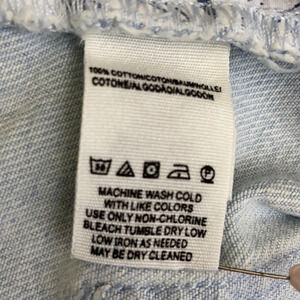 100% COTTON/COTON/BAUMWOLLE/
COTONE/ALGODÃO/ALGODÓN
30
MACHINE WASH COLD
WITH LIKE COLORS
USE ONLY NON-CHLORINE
BLEACH TUMBLE DRY LOW
LOW IRON AS NEEDED
MAY BE DRY CLEANED